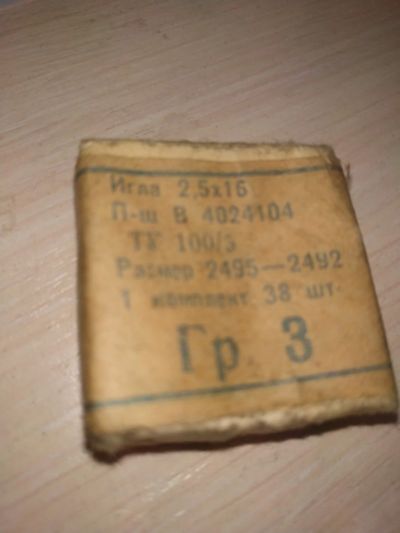 Игла 2,5х16
П-ш В 4024104
ТУ 100/3
Размер 2495—2492
1 комплект 38 шт.
Гр 3